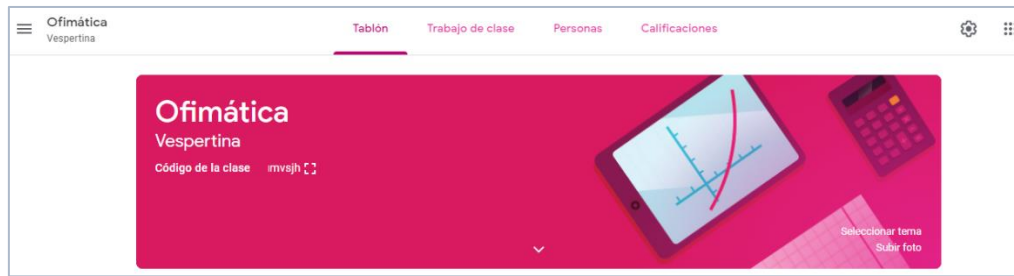 Ofimática
Vespertina
Tablón Trabajo de clase Personas Calificaciones
Ofimática
Vespertina
Código de la clase mvsjh
Seleccionar tema
Subir foto